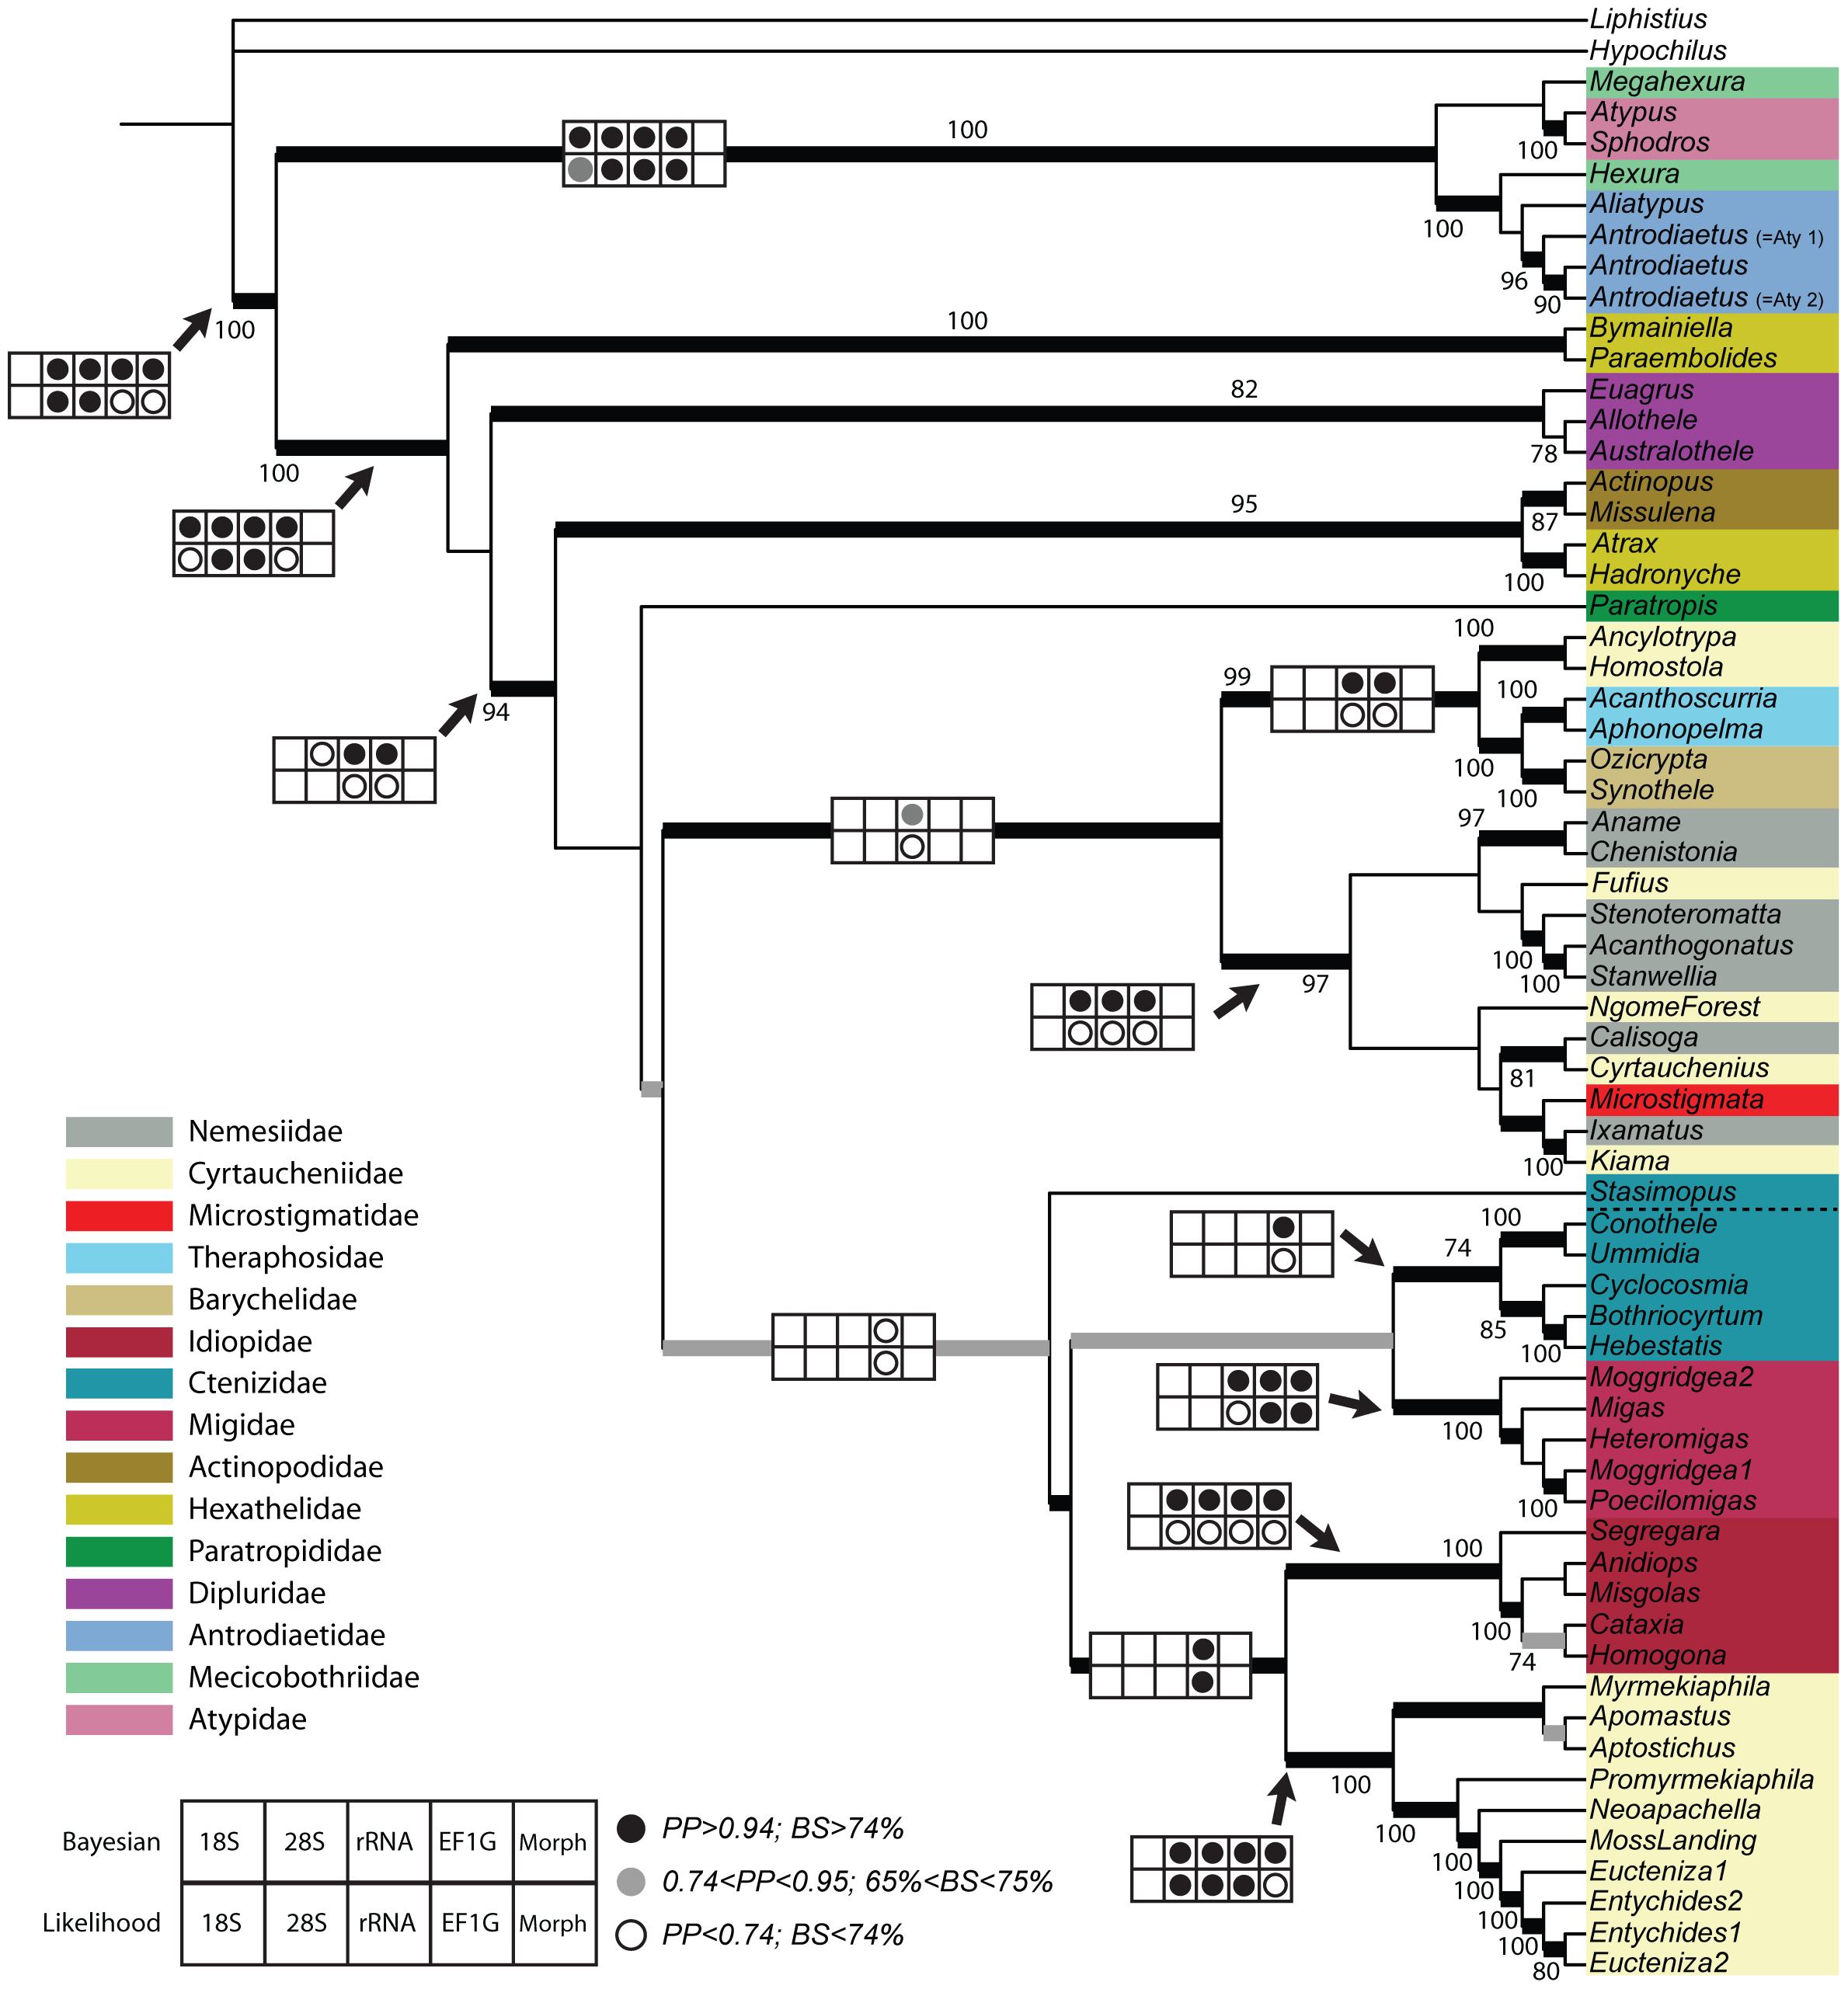 Liphistius
Hypochilus
Megahexura
Atypus
100
Sphodros
100
Hexura
Aliatypus
100
Antrodiaetus (=Aty 1)
Antrodiaetus
96
Antrodiaetus (=Aty 2)
90
100
100
Bymainiella
Paraembolides
82
Euagrus
Allothele
Australothele
78
100
Actinopus
95
Missulena
87
Atrax
Hadronyche
100
Paratropis
94
100
Ancylotrypa
Homostola
99
100
Acanthoscurria
Aphonopelma
100
Ozicrypta
Synothele
100
97
Aname
Chenistonia
Fufius
Stenoteromatta
Acanthogonatus
100
Stanwellia
100
97
NgomeForest
Calisoga
Cyrtauchenius
81
Microstigmata
Ixamatus
Kiama
100
Stasimopus
100
Conothele
74
Ummidia
Cyclocosmia
Bothriocyrtum
85
Hebestatis
100
Moggridgea2
Migas
100
Heteromigas
Moggridgea1
Poecilomigas
100
Segregara
100
Anidiops
Misgolas
Cataxia
100
Homogona
74
Myrmekiaphila
Apomastus
Aptostichus
100
Promyrmekiaphila
Neoapachella
100
MossLanding
100
Eucteniza1
100
Entychides2
100
Entychides1
100
Eucteniza2
80
Nemesiidae
Cyrtaucheniidae
Microstigmatidae
Theraphosidae
Barychelidae
Idiopidae
Ctenizidae
Migidae
Actinopodidae
Hexathelidae
Paratropididae
Dipluridae
Antrodiaetidae
Mecicobothriidae
Atypidae
Bayesian 18S 28S rRNA EF1G Morph
Likelihood 18S 28S rRNA EF1G Morph
PP>0.94; BS>74%
0.74<PP<0.95; 65%<BS<75%
PP<0.74; BS<74%